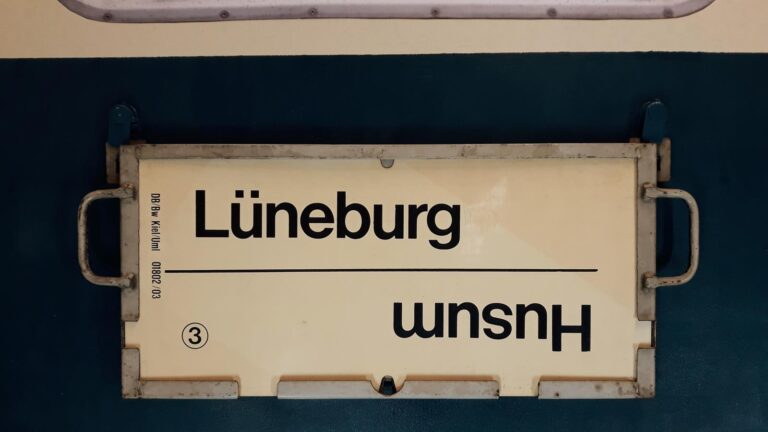 Lüneburg
Husum
DB/Bw Kiel/Uml 01802/03
3